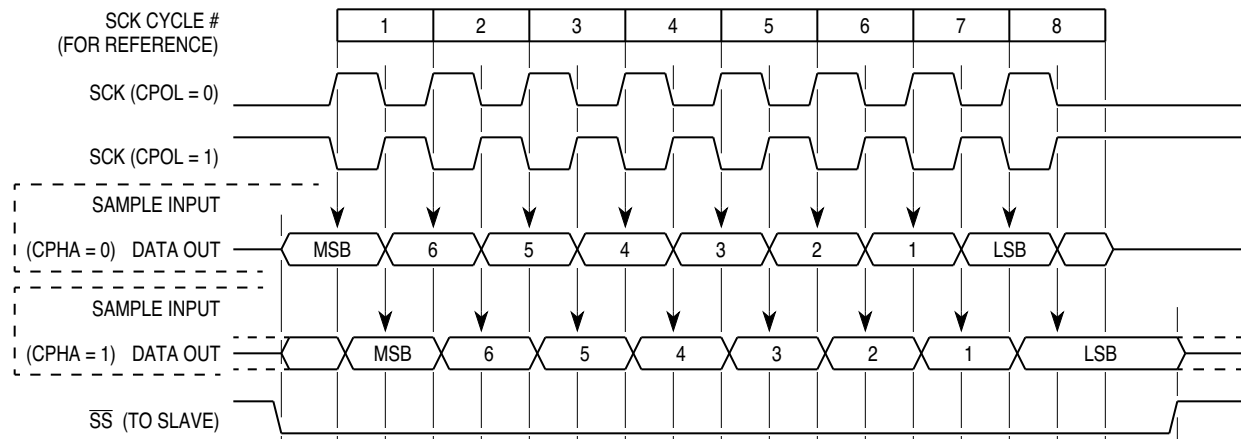 SCK CYCLE #
(FOR REFERENCE)
1 2 3 4 5 6 7 8
SCK (CPOL = 0)
SCK (CPOL = 1)
SAMPLE INPUT
(CPHA = 0) DATA OUT MSB 6 5 4 3 2 1 LSB
SAMPLE INPUT
(CPHA = 1) DATA OUT MSB 6 5 4 3 2 1 LSB
S̅S̅ (TO SLAVE)